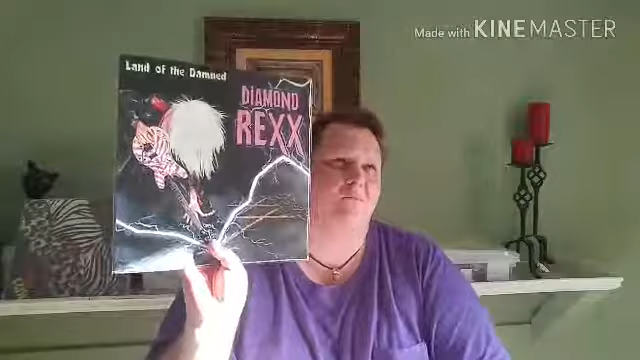 Made with KINEMASTER
Land of the Damned
DIAMOND
REXX